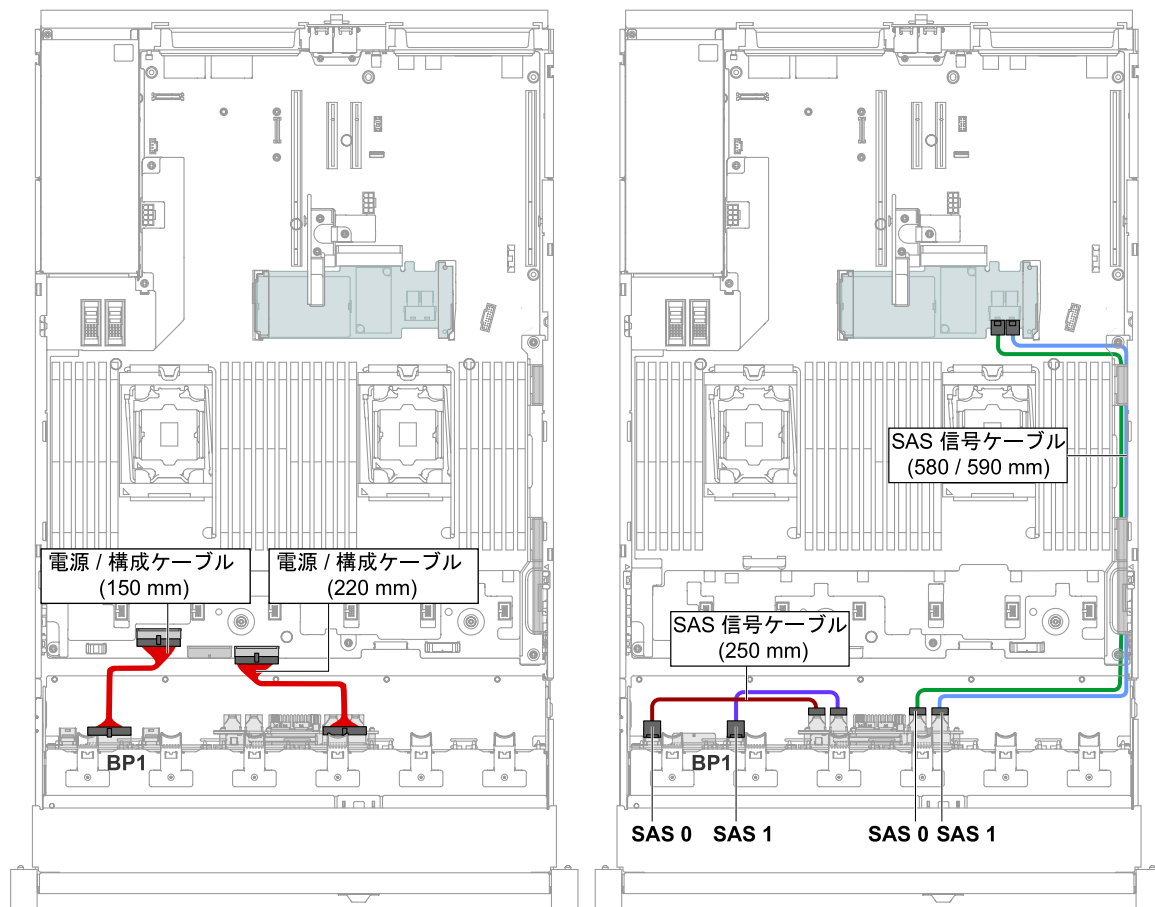 電源 / 構成ケーブル
(150 mm)
電源 / 構成ケーブル
(220 mm)
BP1
SAS 信号ケーブル
(580 / 590 mm)
SAS 信号ケーブル
(250 mm)
BP1
SAS 0
SAS 1
SAS 0
SAS 1